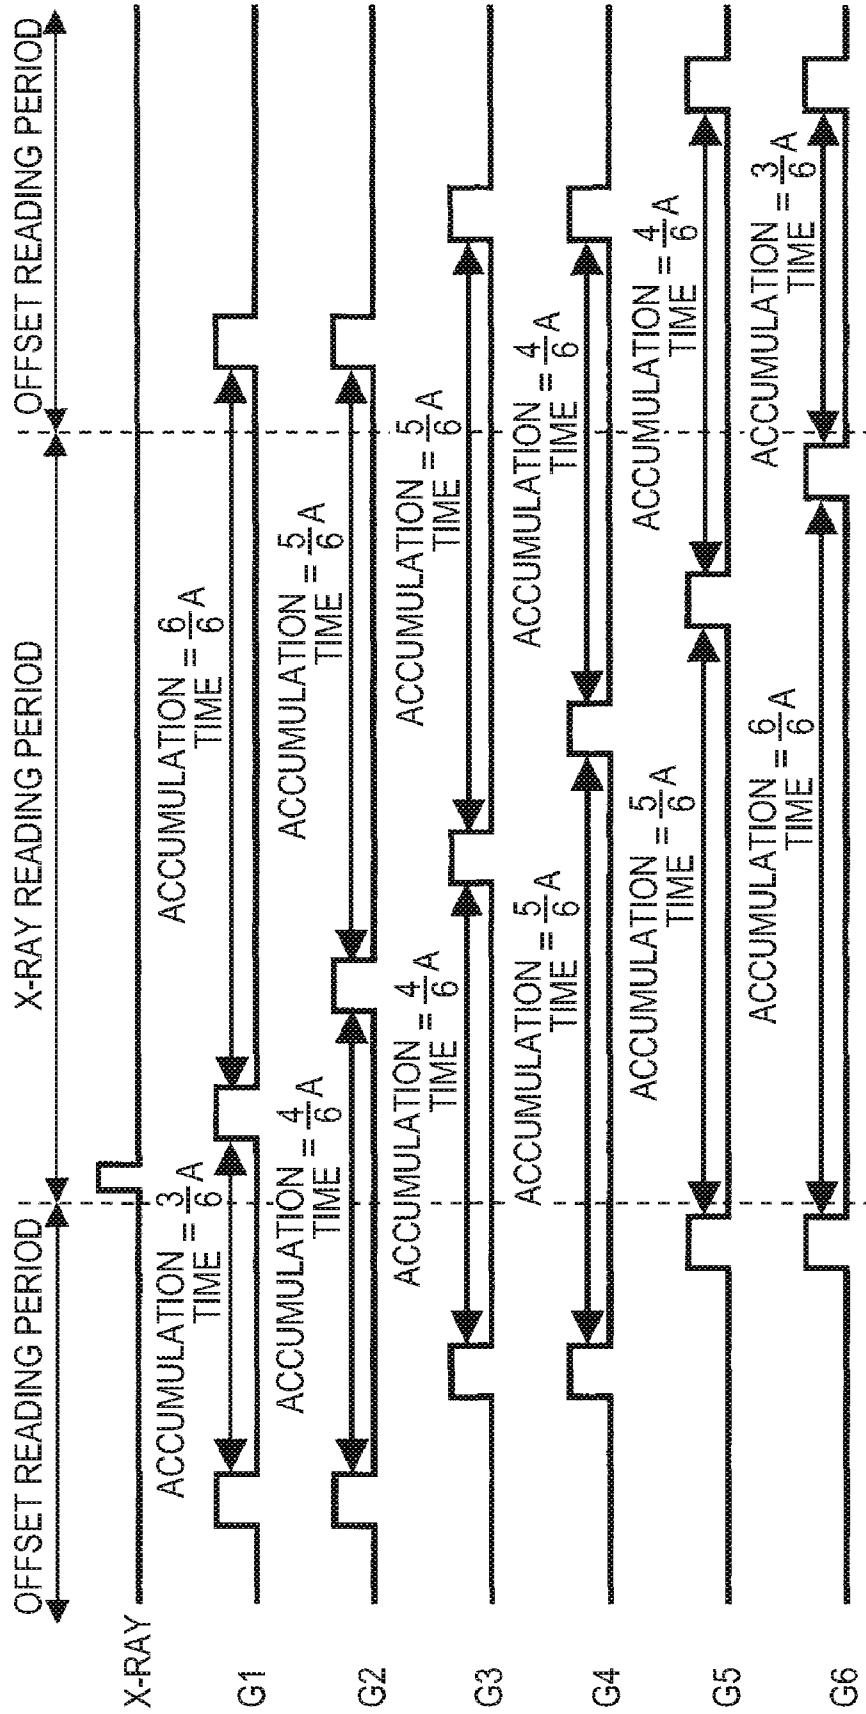 OFFSET READING PERIOD
X-RAY READING PERIOD
OFFSET READING PERIOD
X-RAY
G1
ACCUMULATION TIME = 3/6 A
ACCUMULATION TIME = 6/6 A
G2
ACCUMULATION TIME = 4/6 A
ACCUMULATION TIME = 5/6 A
G3
ACCUMULATION TIME = 4/6 A
ACCUMULATION TIME = 5/6 A
G4
ACCUMULATION TIME = 5/6 A
ACCUMULATION TIME = 4/6 A
G5
ACCUMULATION TIME = 5/6 A
ACCUMULATION TIME = 4/6 A
G6
ACCUMULATION TIME = 6/6 A
ACCUMULATION TIME = 3/6 A